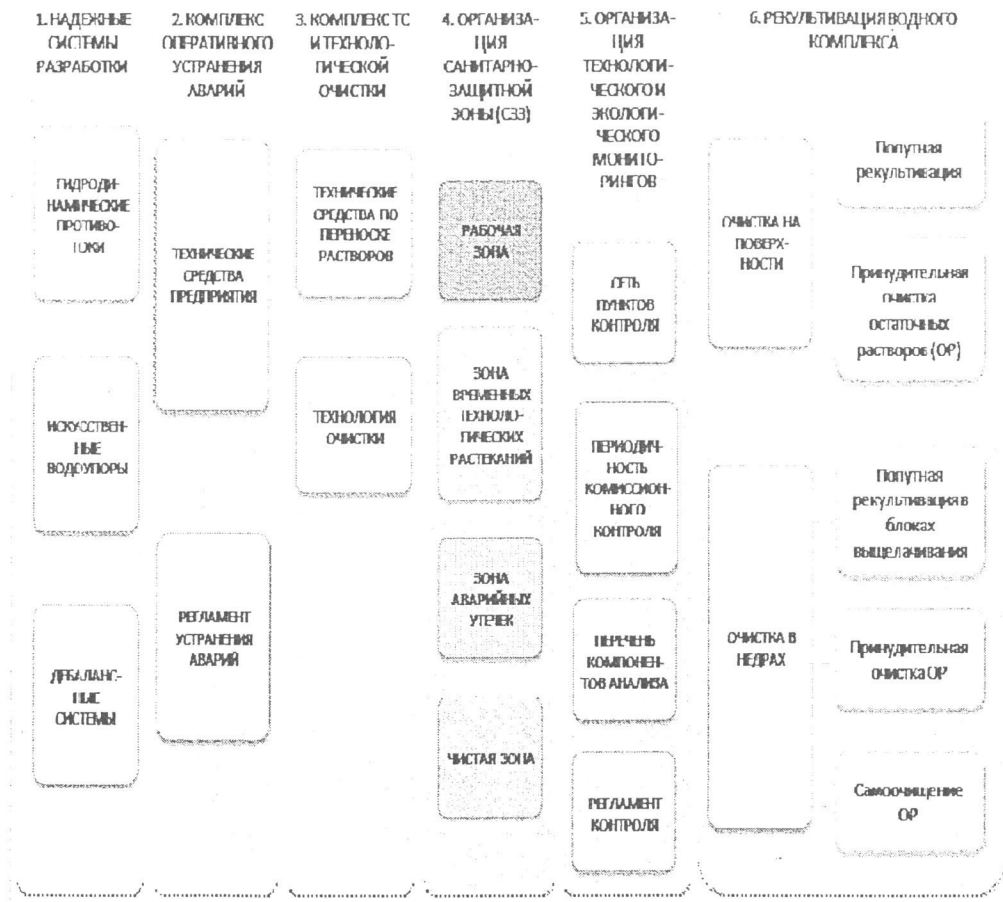 1. НАДЕЖНЫЕ
СИСТЕМЫ
РАЗРАБОТКИ
ГИДРОДИ-
НАМИЧЕСКИЕ
ПРОТИВО-
ТОКИ
ИСКУССТВЕН-
НЫЕ
ВОДОУПОРЫ
ДЕБАЛАНС-
НЫЕ
СИСТЕМЫ
2. КОМПЛЕКС
ОПЕРАТИВНОГО
УСТРАНЕНИЯ
АВАРИЙ
ТЕХНИЧЕСКИЕ
СРЕДСТВА
ПРЕДПРИЯТИЯ
РЕГЛАМЕНТ
УСТРАНЕНИЯ
АВАРИЙ
3. КОМПЛЕКС ТС
И ТЕХНОЛО-
ГИЧЕСКОЙ
ОЧИСТКИ
ТЕХНИЧЕСКИЕ
СРЕДСТВА ПО
ПЕРЕНОСКЕ
РАСТВОРОВ
ТЕХНОЛОГИЯ
ОЧИСТКИ
4. ОРГАНИЗА-
ЦИЯ
САНИТАРНО-
ЗАЩИТНОЙ
ЗОНЫ (СЗЗ)
РАБОЧАЯ
ЗОНА
ЗОНА
ВРЕМЕННЫХ
ТЕХНОЛО-
ГИЧЕСКИХ
РАСТЕКАНИЙ
ЗОНА
АВАРИЙНЫХ
УТЕЧЕК
ЧИСТАЯ ЗОНА
5. ОРГАНИЗА-
ЦИЯ
ТЕХНОЛОГИ-
ЧЕСКОГО И
ЭКОЛОГИ-
ЧЕСКОГО
МОНИТО-
РИНГОВ
СЕТЬ
ПУНКТОВ
КОНТРОЛЯ
ПЕРИОДИЧ-
НОСТЬ
КОМИССИОН-
НОГО
КОНТРОЛЯ
ПЕРЕЧЕНЬ
КОМПОНЕН-
ТОВ АНАЛИЗА
РЕГЛАМЕНТ
КОНТРОЛЯ
6. РЕКУЛЬТИВАЦИЯ ВОДНОГО
КОМПЛЕКСА
ОЧИСТКА НА
ПОВЕРХ-
НОСТИ
Попутная
рекультивация
Принудительная
очистка
остаточных
растворов (ОР)
ОЧИСТКА В
НЕДРАХ
Попутная
рекультивация в
блоках
выщелачивания
Принудительная
очистка ОР
Самоочищение
ОР